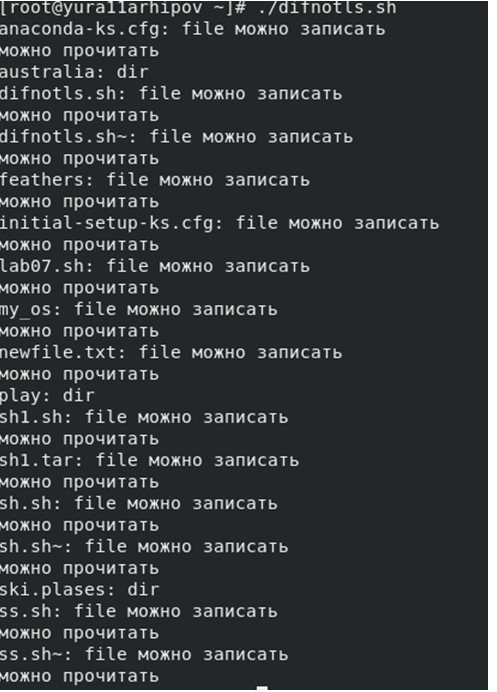 [root@yura11arhipov ~]# ./difnotls.sh
anaconda-ks.cfg: file можно записать
можно прочитать
australia: dir
difnotls.sh: file можно записать
можно прочитать
difnotls.sh~: file можно записать
можно прочитать
feathers: file можно записать
можно прочитать
initial-setup-ks.cfg: file можно записать
можно прочитать
lab07.sh: file можно записать
можно прочитать
my_os: file можно записать
можно прочитать
newfile.txt: file можно записать
можно прочитать
play: dir
sh1.sh: file можно записать
можно прочитать
sh1.tar: file можно записать
можно прочитать
sh.sh: file можно записать
можно прочитать
sh.sh~: file можно записать
можно прочитать
ski.plases: dir
ss.sh: file можно записать
можно прочитать
ss.sh~: file можно записать
можно прочитать